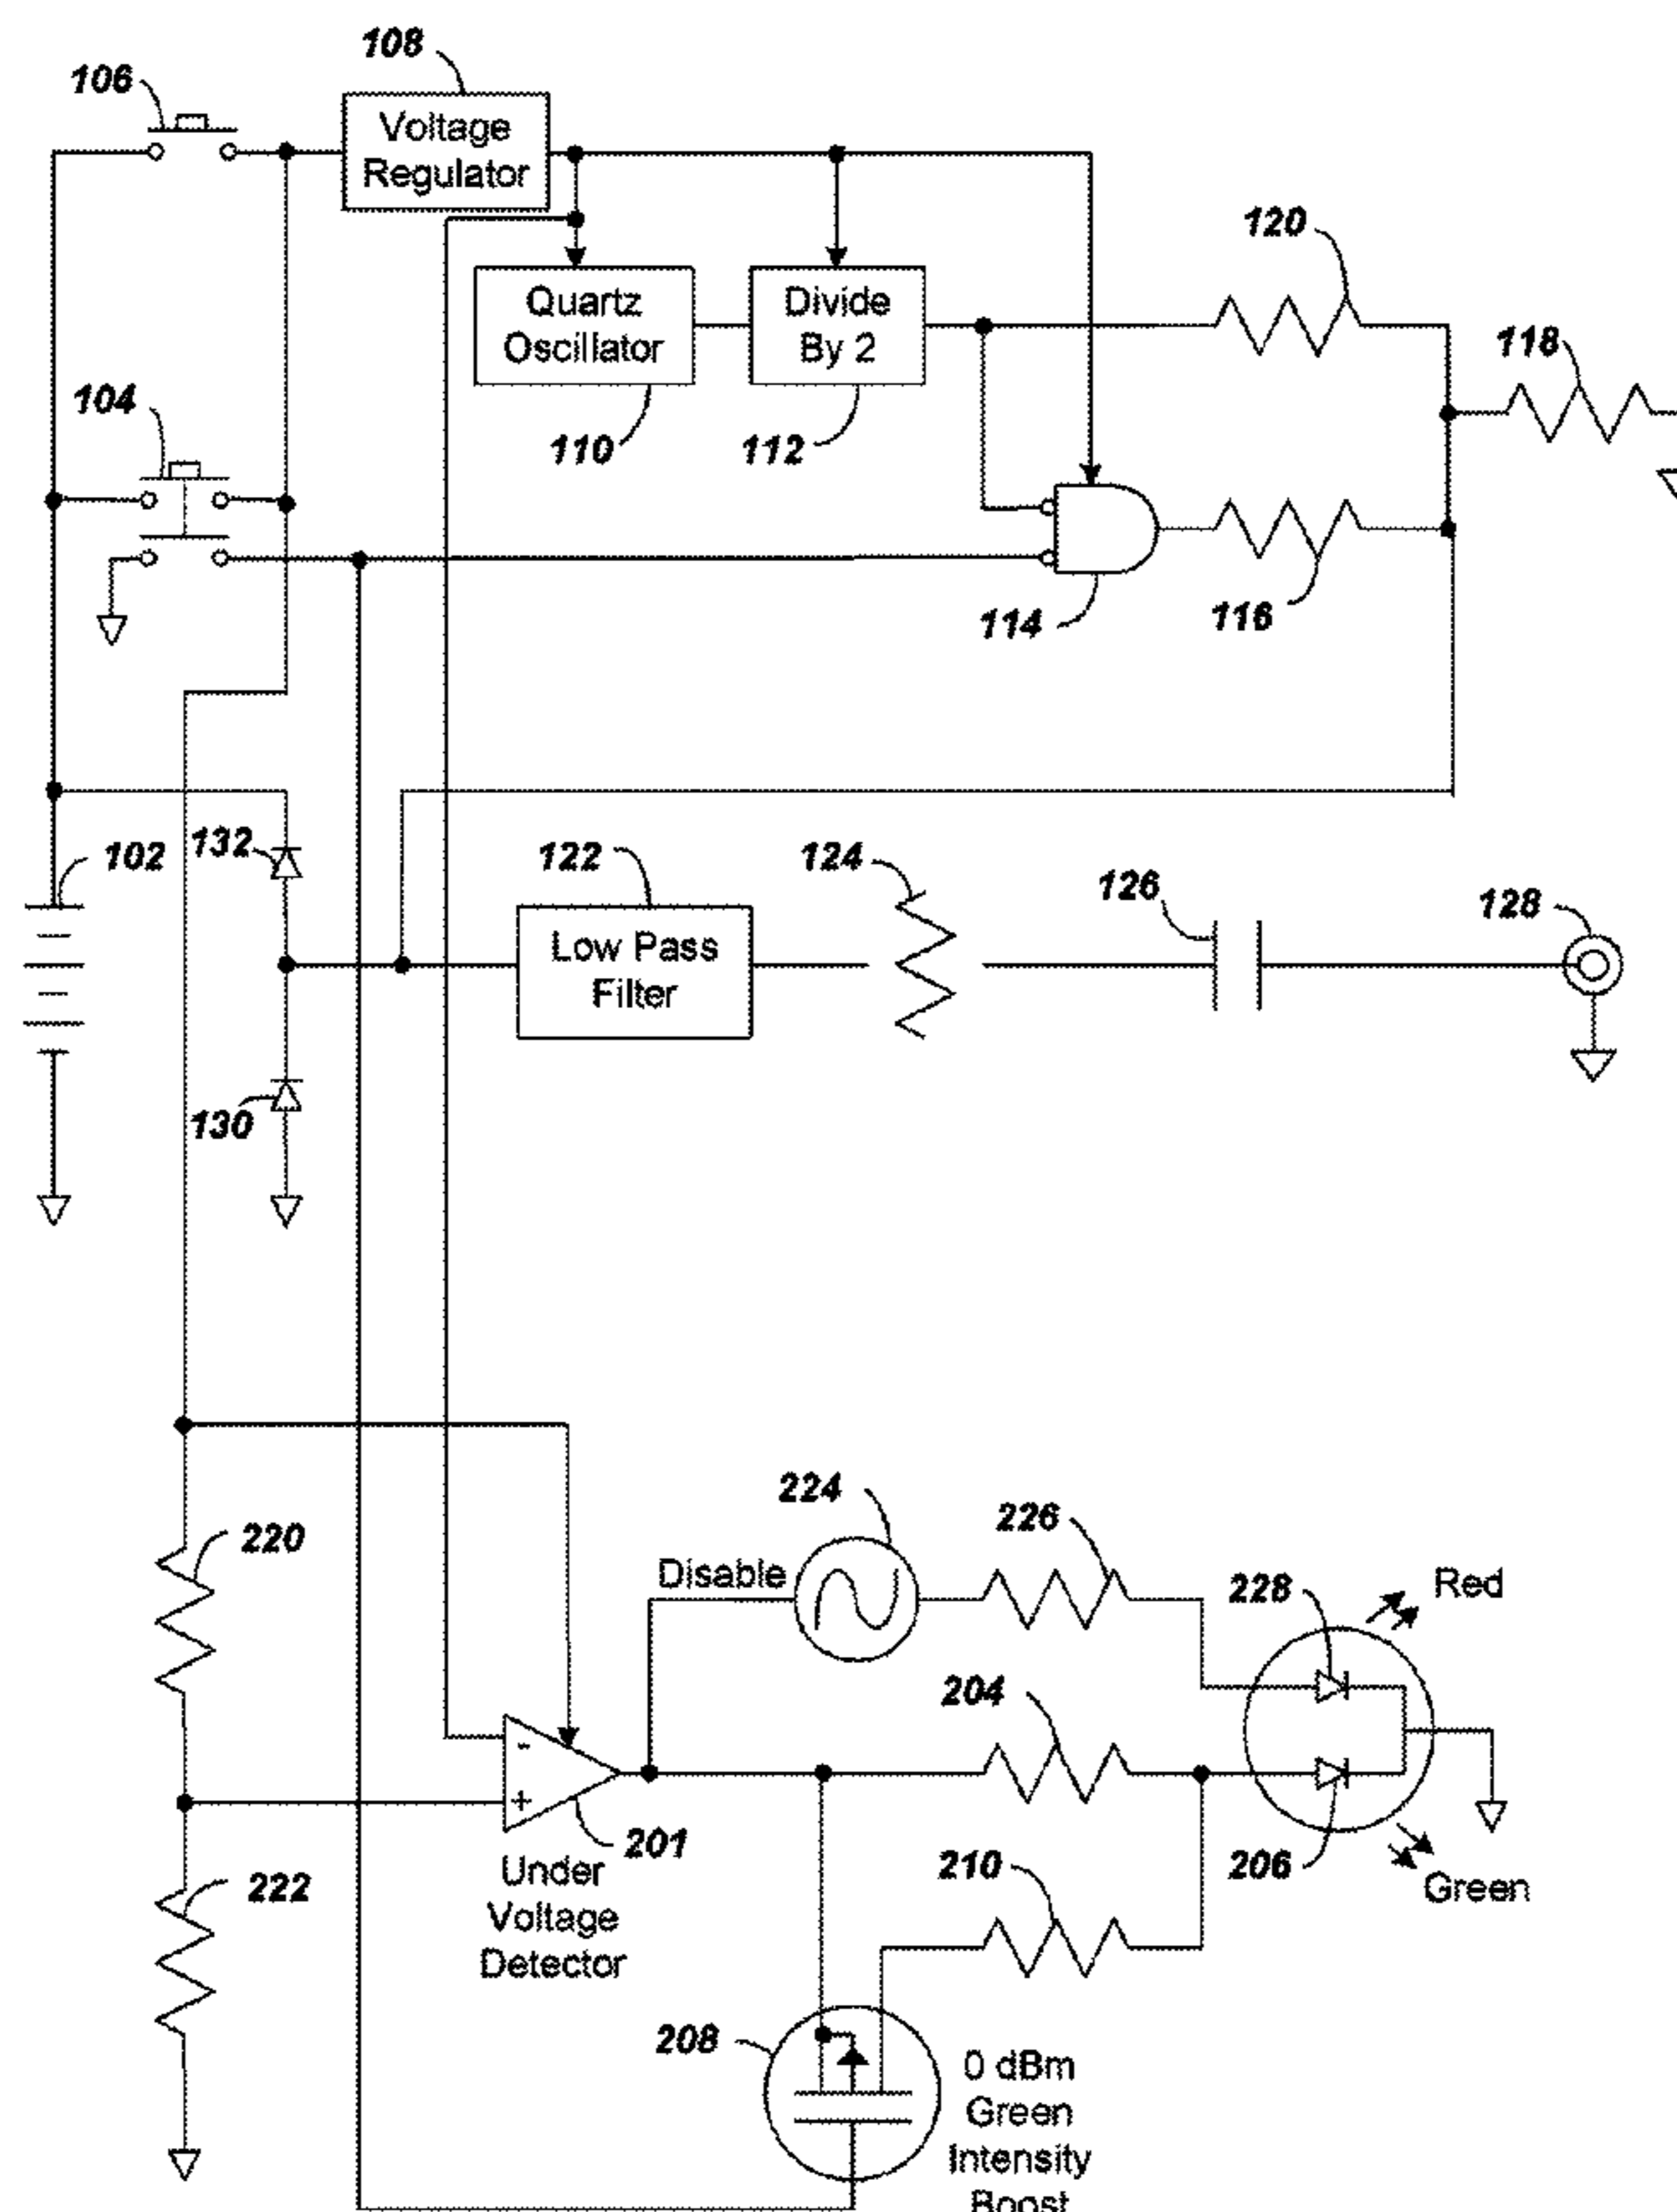 108
106
Voltage
Regulator
120
Quartz
Oscillator
Divide
By 2
118
104
110
112
114
116
102
132
122
124
126
128
Low Pass
Filter
130
224
220
226
Disable
228
Red
204
-
+
201
Under
Voltage
Detector
210
206
Green
222
208
0 dBm
Green
Intensity
Boost